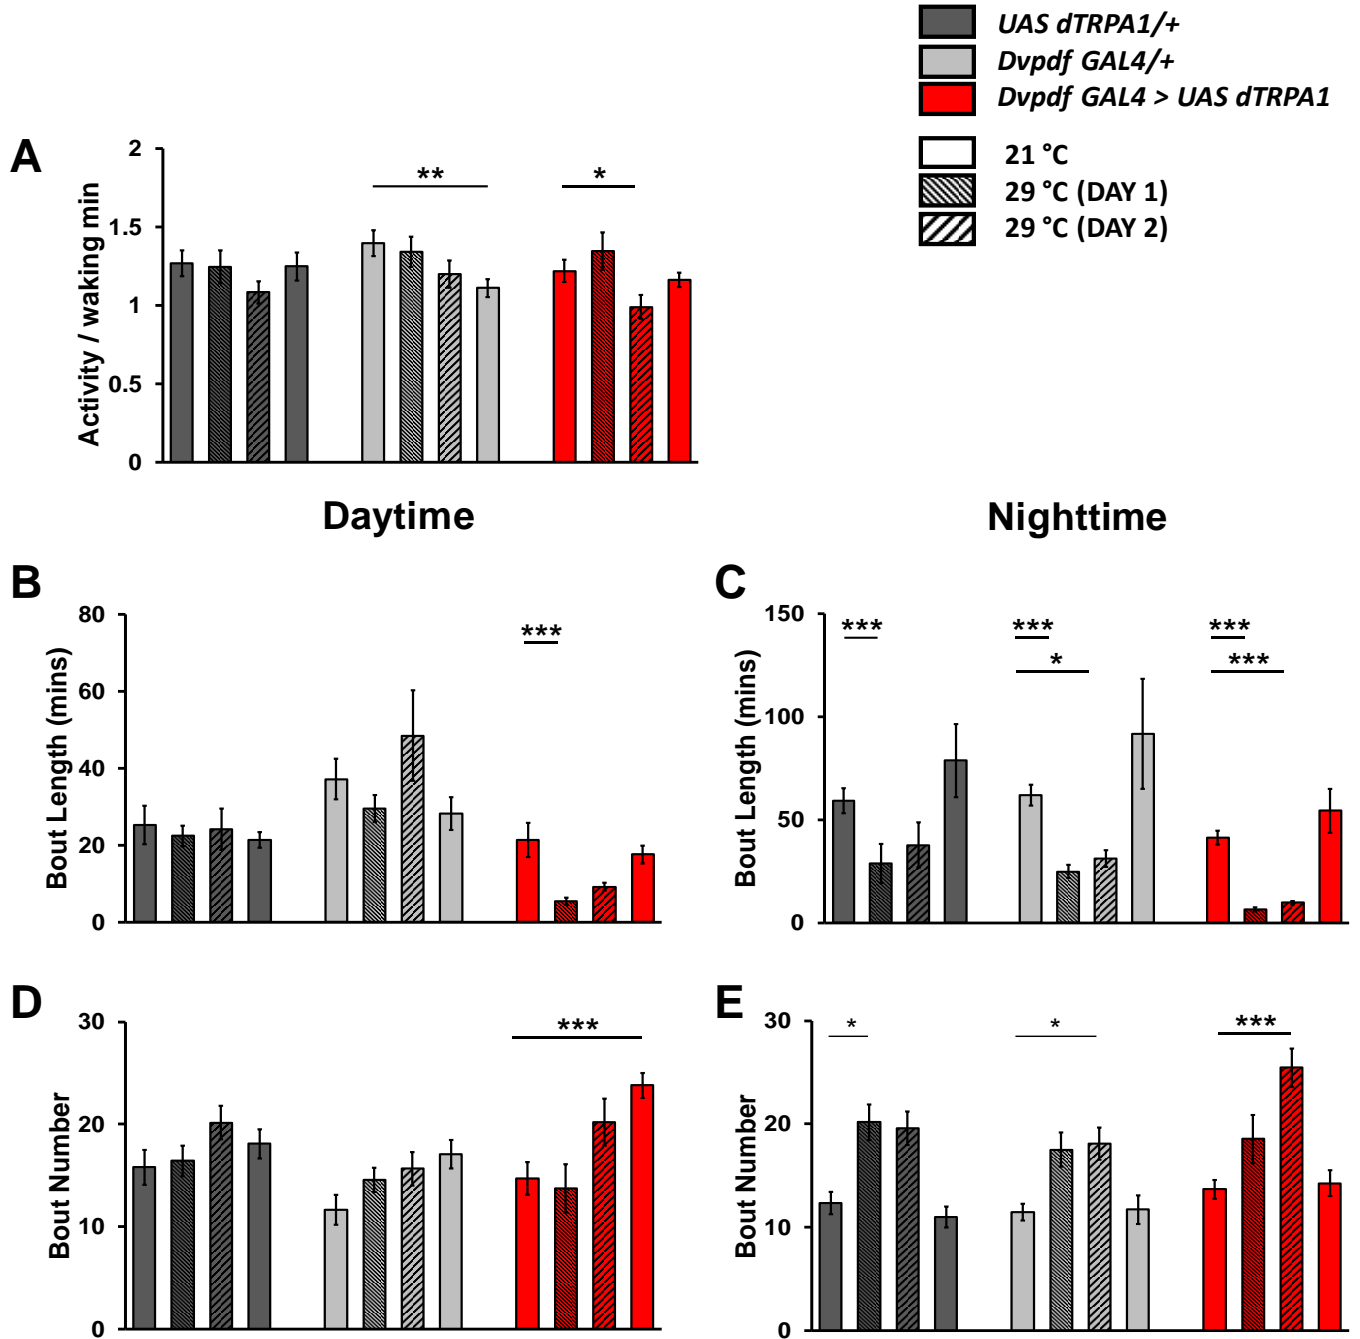 UAS dTRPA1/+
Dvpdf GAL4/+
Dvpdf GAL4 > UAS dTRPA1
21 °C
29 °C (DAY 1)
29 °C (DAY 2)
A
Activity / waking min
2
1.5
1
0.5
0
**
*
Daytime
Nighttime
B
Bout Length (mins)
80
60
40
20
0
***
C
Bout Length (mins)
150
100
50
0
***
***
*
***
***
D
Bout Number
30
20
10
0
***
E
Bout Number
30
20
10
0
*
*
***